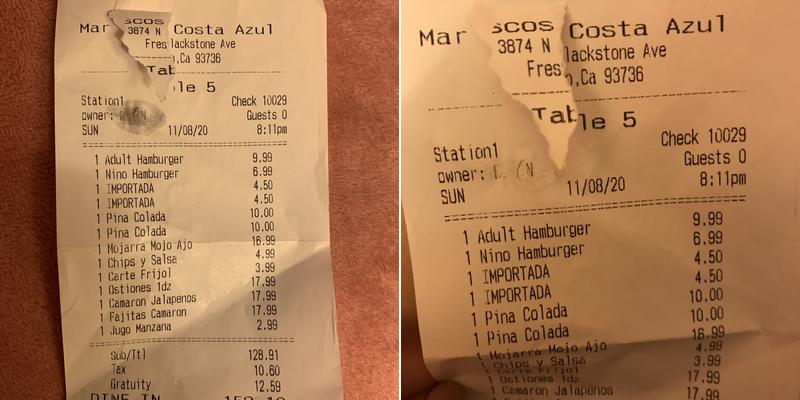 Mar scos Costa Azul
3874 N lackstone Ave
Fres ,Ca 93736
Table 5
Station1 Check 10029
owner: Guests 0
SUN 11/08/20 8:11pm
1 Adult Hamburger 9.99
1 Nino Hamburger 6.99
1 IMPORTADA 4.50
1 IMPORTADA 4.50
1 Pina Colada 10.00
1 Pina Colada 10.00
1 Mojarra Mojo Ajo 16.99
1 Chips y Salsa 4.99
1 Carte Frijol 3.99
1 Ostiones 1dz 17.99
1 Camaron Jalapenos 17.99
1 Fajitas Camaron 17.99
1 Jugo Manzana 2.99
Sub/Ttl 128.91
Tax 10.60
Gratuity 12.59
DINE IN
Mar scos Costa Azul
3874 N lackstone Ave
Fres o,Ca 93736
Table 5
Station1 Check 10029
owner: Guests 0
SUN 11/08/20 8:11pm
1 Adult Hamburger 9.99
1 Nino Hamburger 6.99
1 IMPORTADA 4.50
1 IMPORTADA 4.50
1 Pina Colada 10.00
1 Pina Colada 10.00
1 Mojarra Mojo Ajo 16.99
1 Chips y Salsa 4.99
1 Carte Frijol 3.99
1 Ostiones 1dz 17.99
1 Camaron Jalapenos 17.99